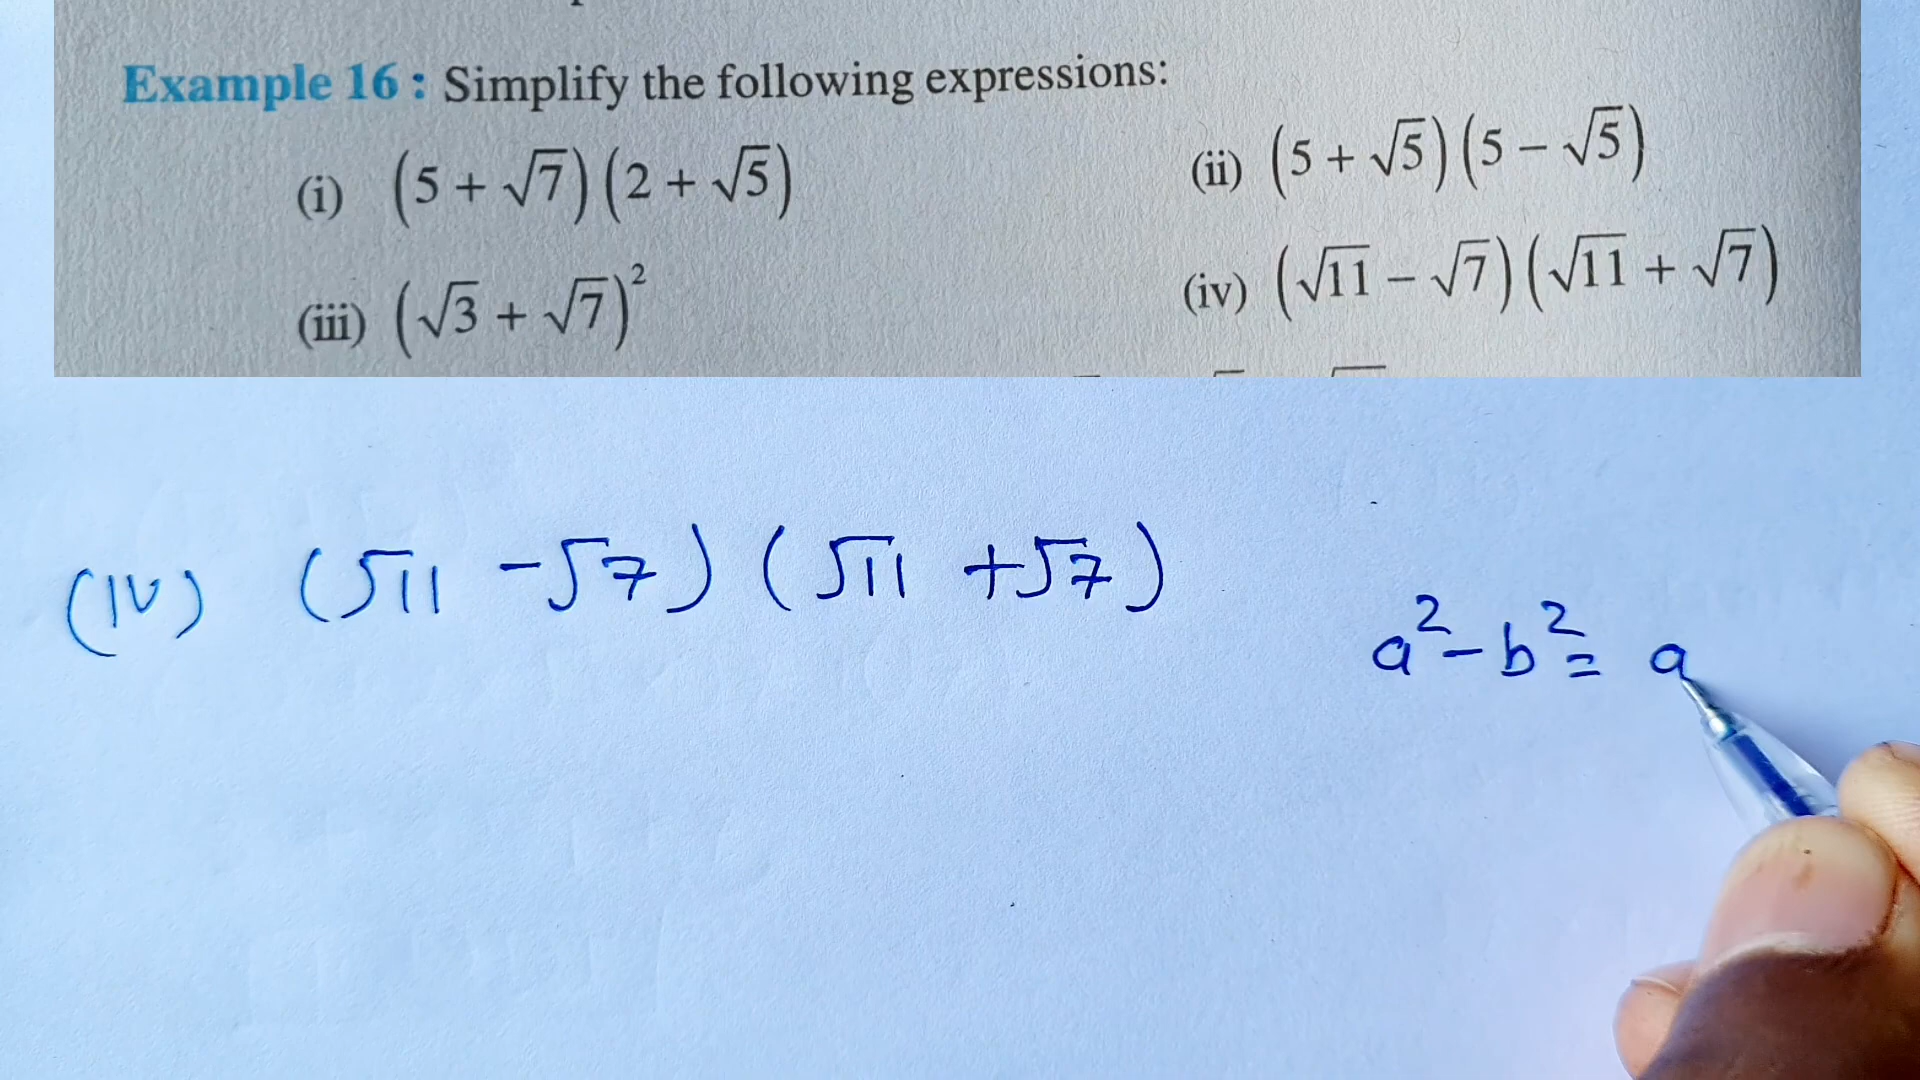 Example 16 : Simplify the following expressions:
(i) (5 + √7) (2 + √5)
(ii) (5 + √5) (5 − √5)
(iii) (√3 + √7)²
(iv) (√11 − √7) (√11 + √7)
(iv) (√11 − √7) (√11 + √7)
a² − b² = a